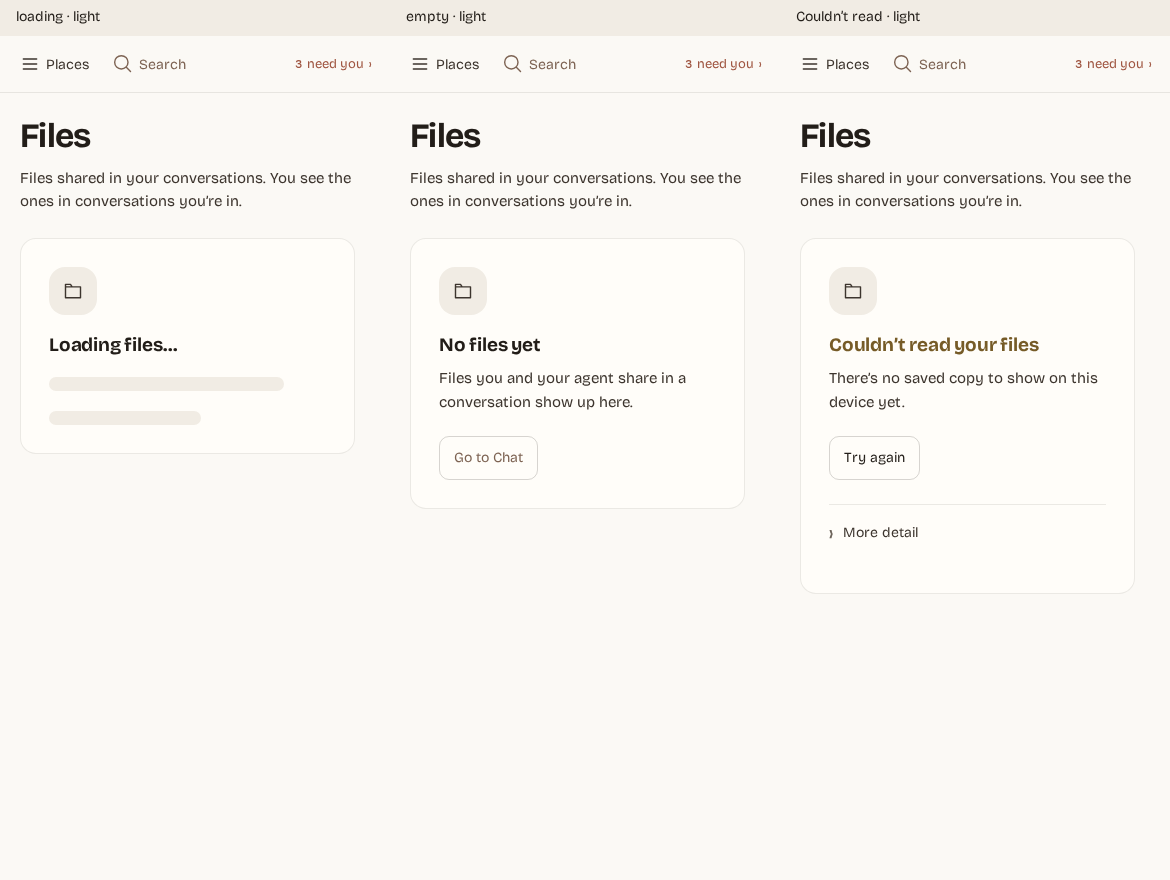 loading · light
Places
Search
3 need you ›
Files
Files shared in your conversations. You see the
ones in conversations you’re in.
Loading files…
empty · light
Places
Search
3 need you ›
Files
Files shared in your conversations. You see the
ones in conversations you’re in.
No files yet
Files you and your agent share in a
conversation show up here.
Go to Chat
Couldn’t read · light
Places
Search
3 need you ›
Files
Files shared in your conversations. You see the
ones in conversations you’re in.
Couldn’t read your files
There’s no saved copy to show on this
device yet.
Try again
› More detail